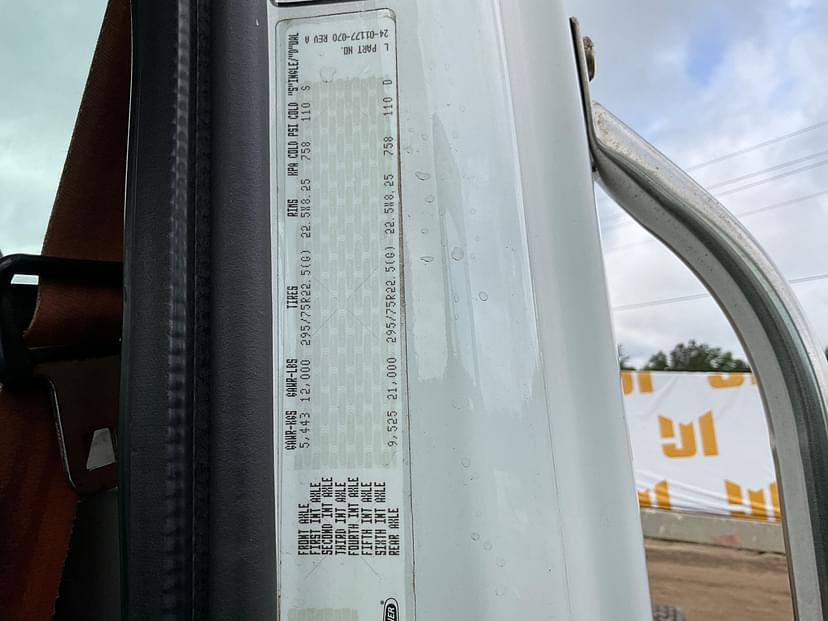 GAWR-KGS GAWR-LBS TIRES RIMS KPA COLD PSI COLD "S"INGLE/"D"UAL
FRONT AXLE 5,443 12,000 295/75R22.5(G) 22.5X8.25 758 110 S
FIRST INT AXLE
SECOND INT AXLE
THIRD INT AXLE
FOURTH INT AXLE
FIFTH INT AXLE
SIXTH INT AXLE
REAR AXLE 9,525 21,000 295/75R22.5(G) 22.5X8.25 758 110 D
L PART NO.
24-01177-070 REV A